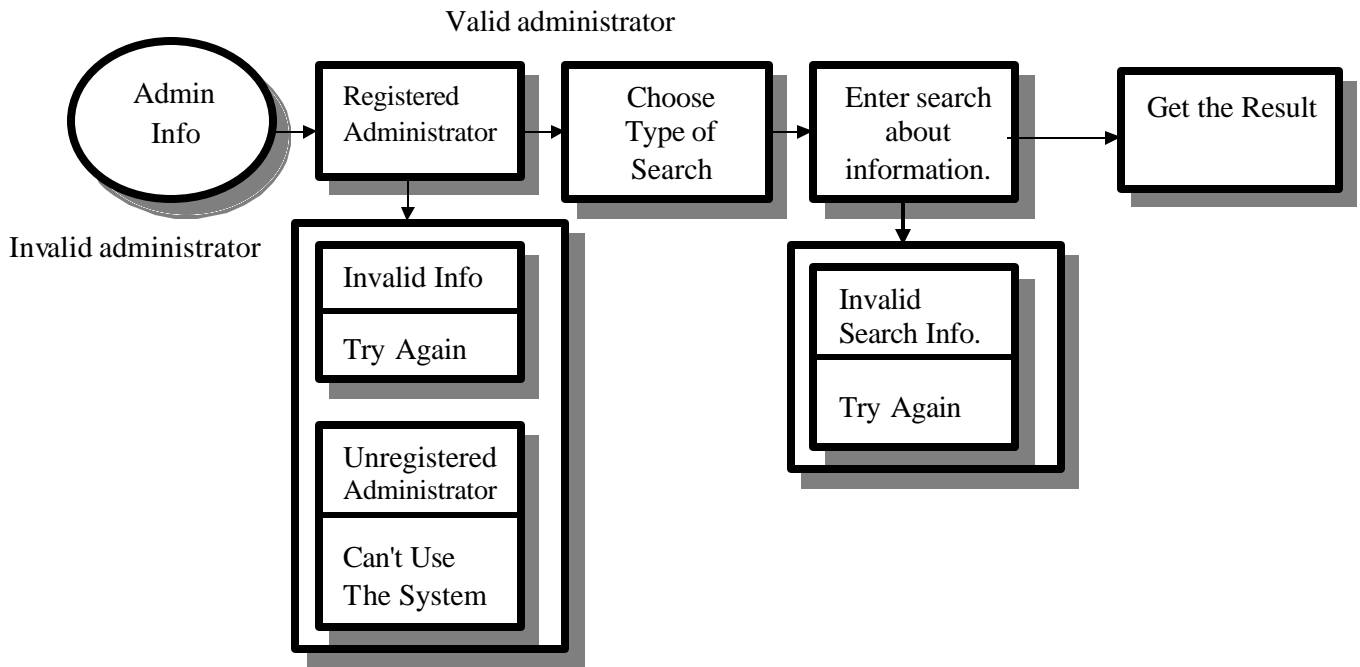 Valid administrator
Admin
Info
Registered
Administrator
Choose
Type of
Search
Enter search
about
information.
Get the Result
Invalid administrator
Invalid Info
Try Again
Unregistered
Administrator
Can't Use
The System
Invalid
Search Info.
Try Again